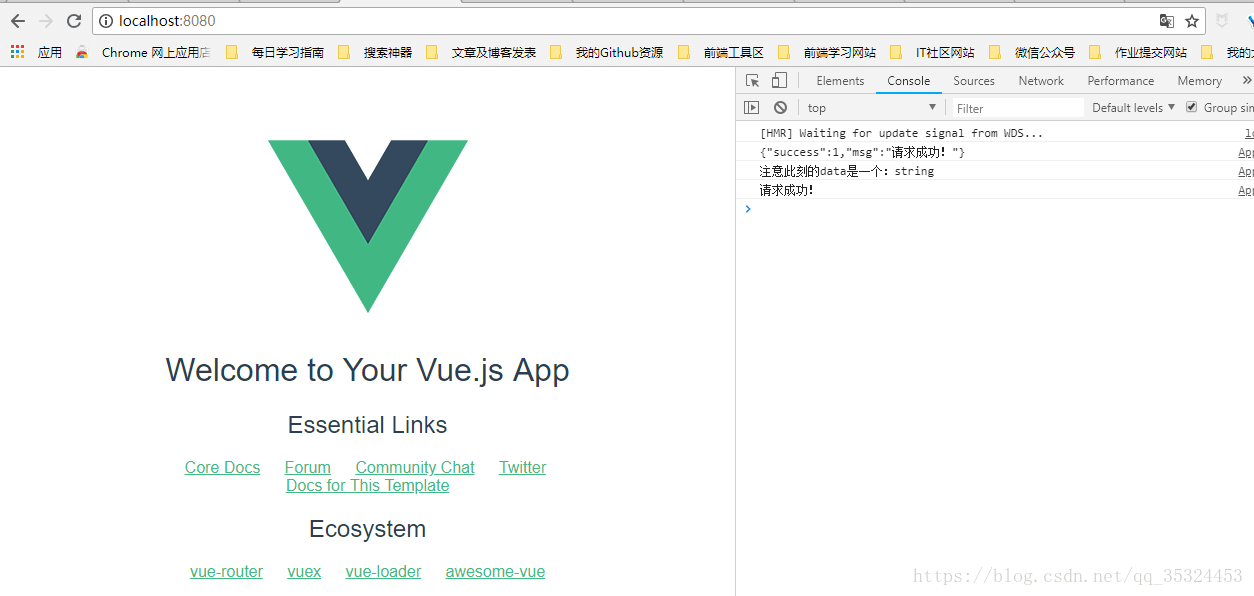 localhost:8080
应用 Chrome 网上应用店 每日学习指南 搜索神器 文章及博客发表 我的Github资源 前端工具区 前端学习网站 IT社区网站 微信公众号 作业提交网站 我的
Elements Console Sources Network Performance Memory »
top ▼ Filter Default levels ▼ Group sim
[HMR] Waiting for update signal from WDS...
{"success":1,"msg":"请求成功！"} App
注意此刻的data是一个：string App
请求成功！ App
Welcome to Your Vue.js App
Essential Links
Core Docs Forum Community Chat Twitter
Docs for This Template
Ecosystem
vue-router vuex vue-loader awesome-vue
https://blog.csdn.net/qq_35324453